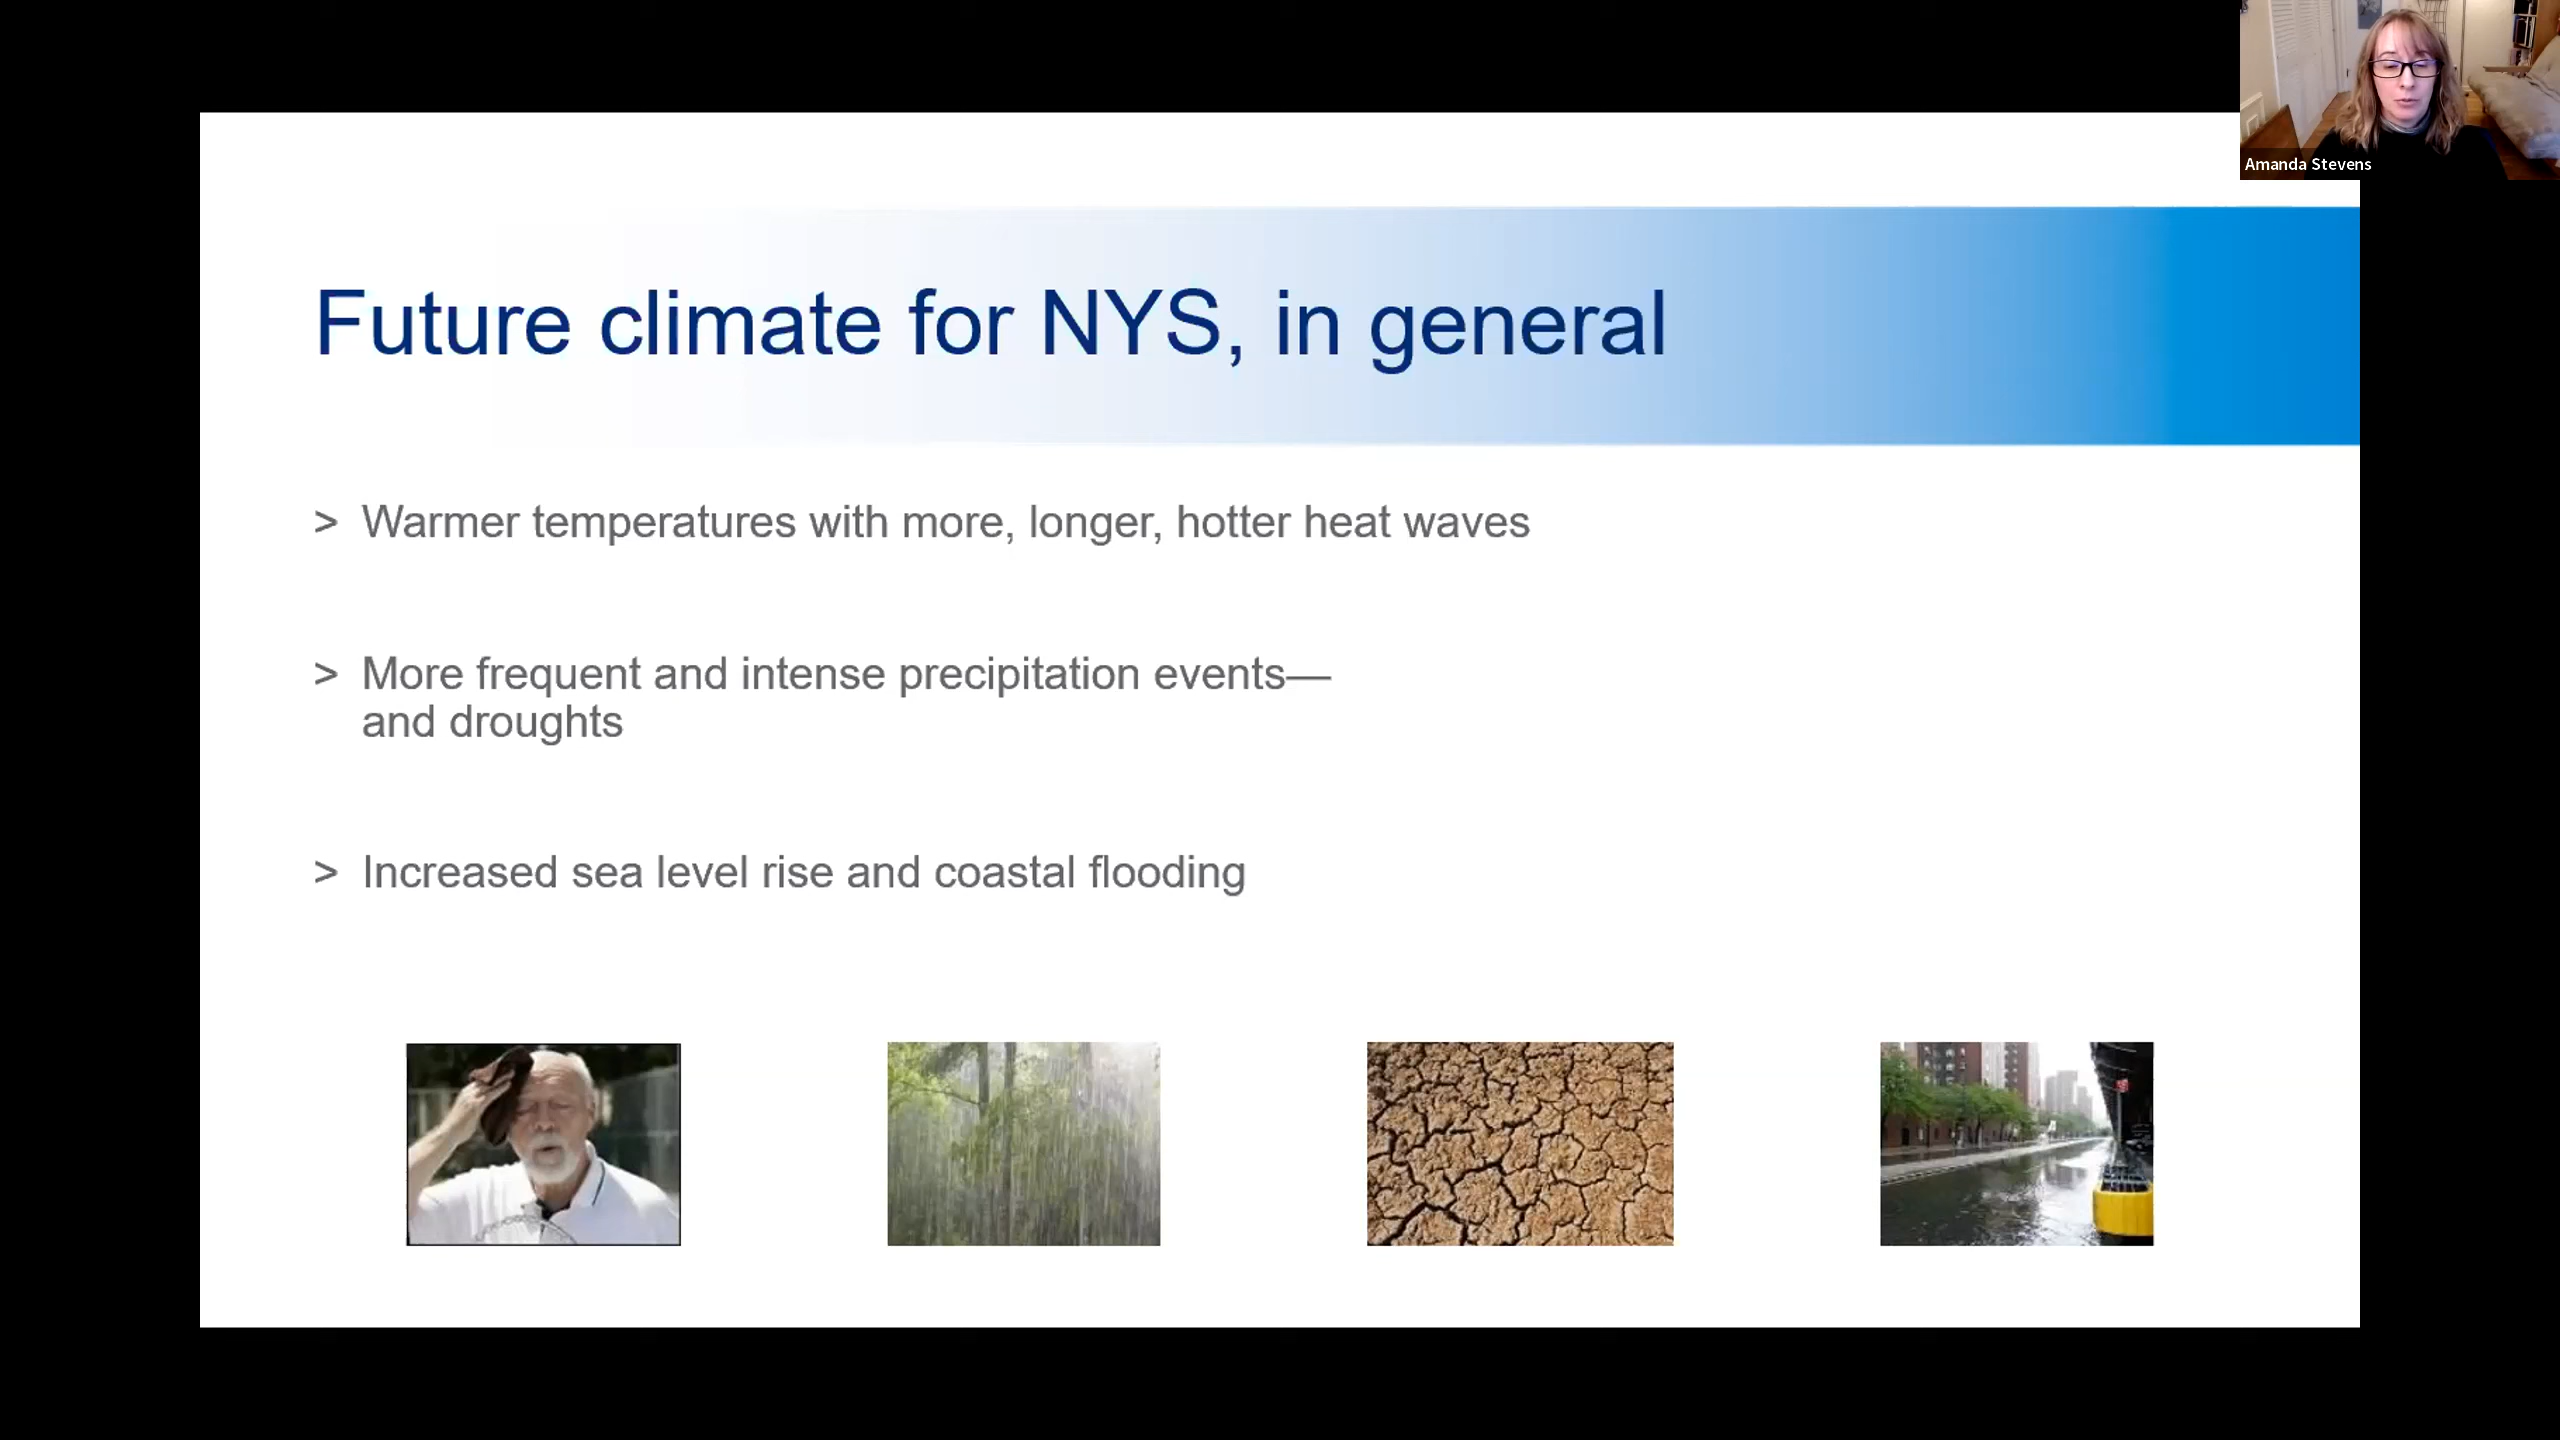 Amanda Stevens
Future climate for NYS, in general
> Warmer temperatures with more, longer, hotter heat waves
> More frequent and intense precipitation events—
and droughts
> Increased sea level rise and coastal flooding